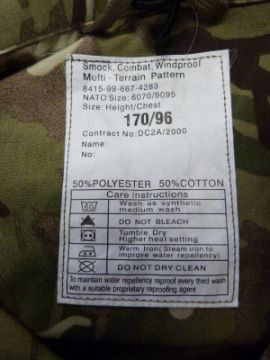 Smock, Combat, Windproof
Multi - Terrain Pattern
8415-99-667-4283
NATO Size: 6070/9095
Size: Height/Chest
170/96
Contract No: DC2A/2000
Name:
No:
50%POLYESTER 50%COTTON
Care instructions
Wash as synthetic
medium wash
DO NOT BLEACH
Tumble Dry
Higher heat setting
Warm Iron( Steam iron to
improve water repellency)
DO NOT DRY CLEAN
To maintain water repellency reproof every third wash
with a suitable proprietary reproofing agent